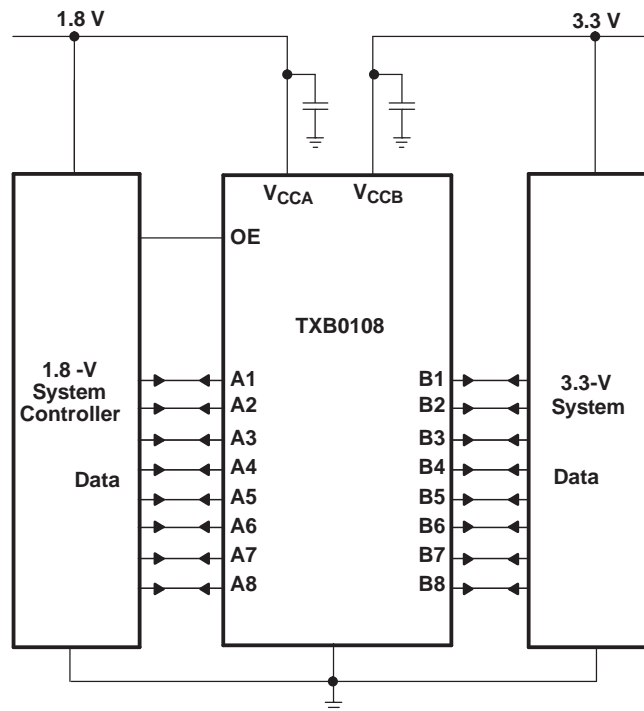 1.8 V
3.3 V
VCCA
VCCB
OE
TXB0108
1.8 -V
System
Controller
Data
A1
A2
A3
A4
A5
A6
A7
A8
B1
B2
B3
B4
B5
B6
B7
B8
3.3-V
System
Data